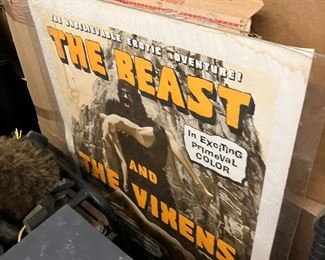 THE UNBELIEVABLE EROTIC ADVENTURE!
THE BEAST
In EXCiTinG
PRimeVaL
COLOR
AND
THE VIXENS